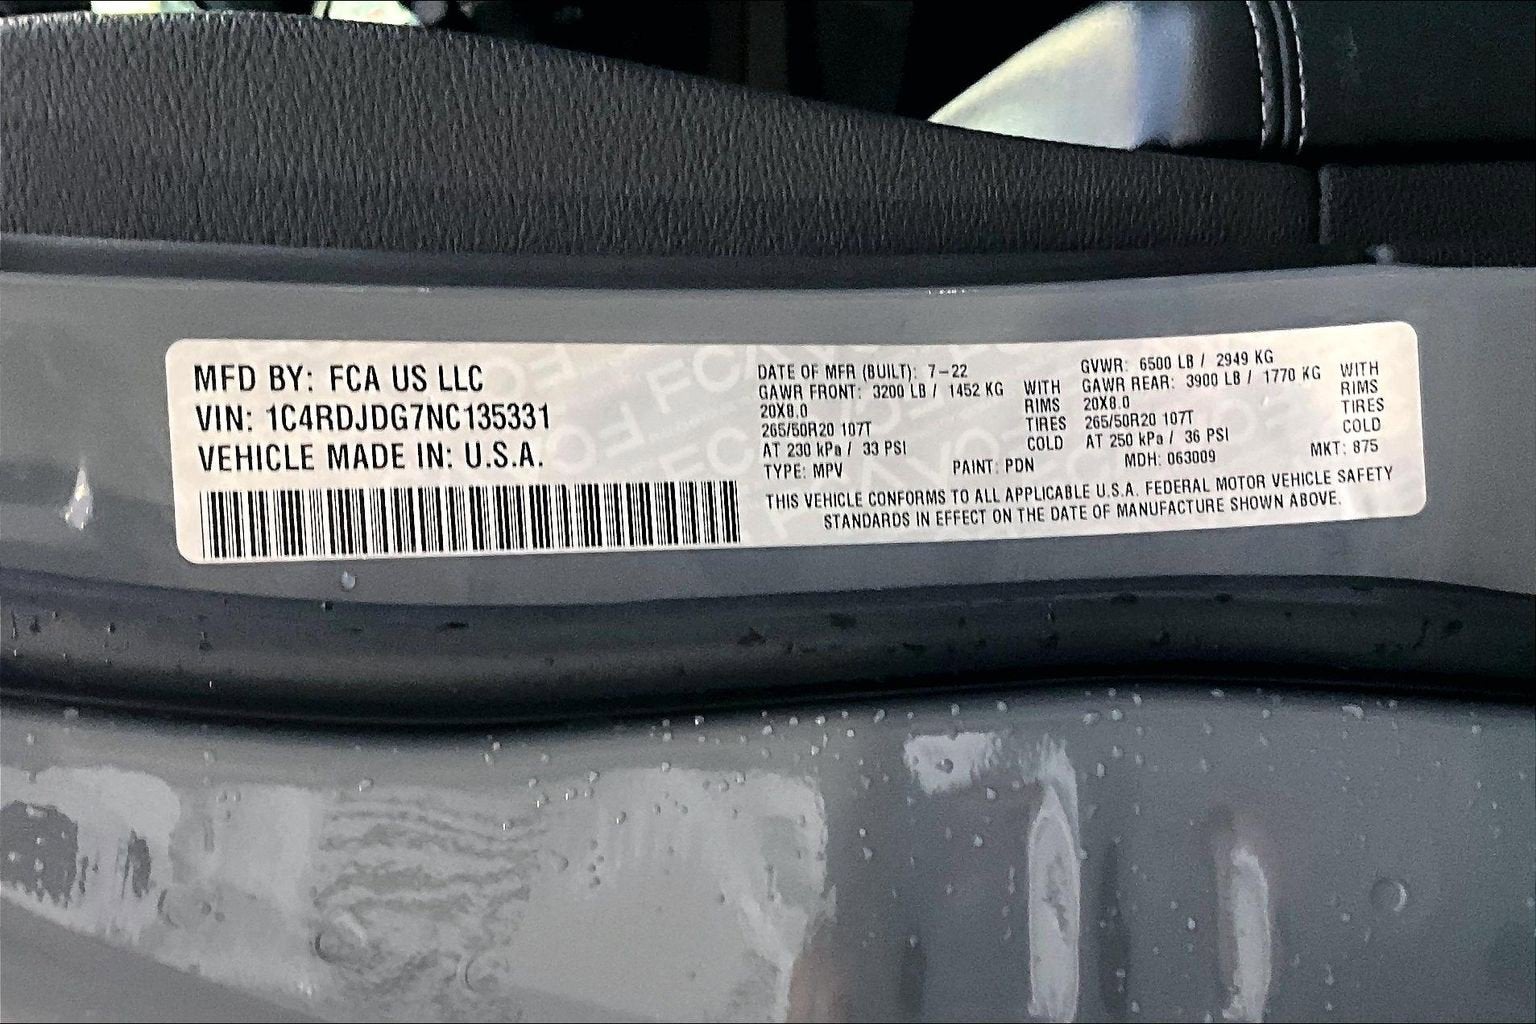 MFD BY: FCA US LLC
VIN: 1C4RDJDG7NC135331
VEHICLE MADE IN: U.S.A.
DATE OF MFR (BUILT): 7-22 GVWR: 6500 LB / 2949 KG
GAWR FRONT: 3200 LB / 1452 KG WITH GAWR REAR: 3900 LB / 1770 KG WITH
20X8.0 RIMS 20X8.0 RIMS
265/50R20 107T TIRES 265/50R20 107T TIRES
AT 230 kPa / 33 PSI COLD AT 250 kPa / 36 PSI COLD
TYPE: MPV PAINT: PDN MDH: 063009 MKT: 875
THIS VEHICLE CONFORMS TO ALL APPLICABLE U.S.A. FEDERAL MOTOR VEHICLE SAFETY
STANDARDS IN EFFECT ON THE DATE OF MANUFACTURE SHOWN ABOVE.